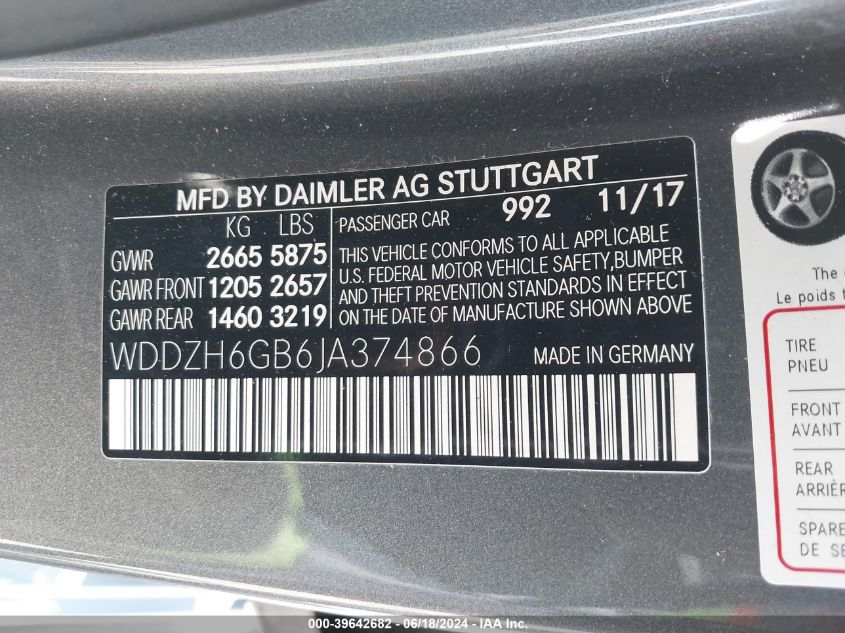 MFD BY DAIMLER AG STUTTGART
KG LBS
GVWR 2665 5875
GAWR FRONT 1205 2657
GAWR REAR 1460 3219
PASSENGER CAR 992 11/17
THIS VEHICLE CONFORMS TO ALL APPLICABLE
U.S. FEDERAL MOTOR VEHICLE SAFETY,BUMPER
AND THEFT PREVENTION STANDARDS IN EFFECT
ON THE DATE OF MANUFACTURE SHOWN ABOVE
WDDZH6GB6JA374866 MADE IN GERMANY
The
Le poids
TIRE
PNEU
FRONT
AVANT
REAR
ARRIÈR
SPARE
DE
000-39642682 - 06/18/2024 - IAA Inc.